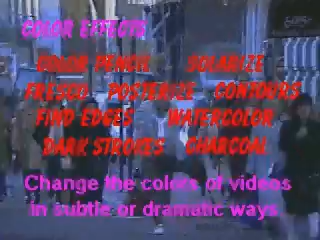 COLOR EFFECTS
COLOR PENCIL SOLARIZE
FRESCO POSTERIZE CONTOURS
FIND EDGES WATERCOLOR
DARK STROKES CHARCOAL
Change the colors of videos
in subtle or dramatic ways.